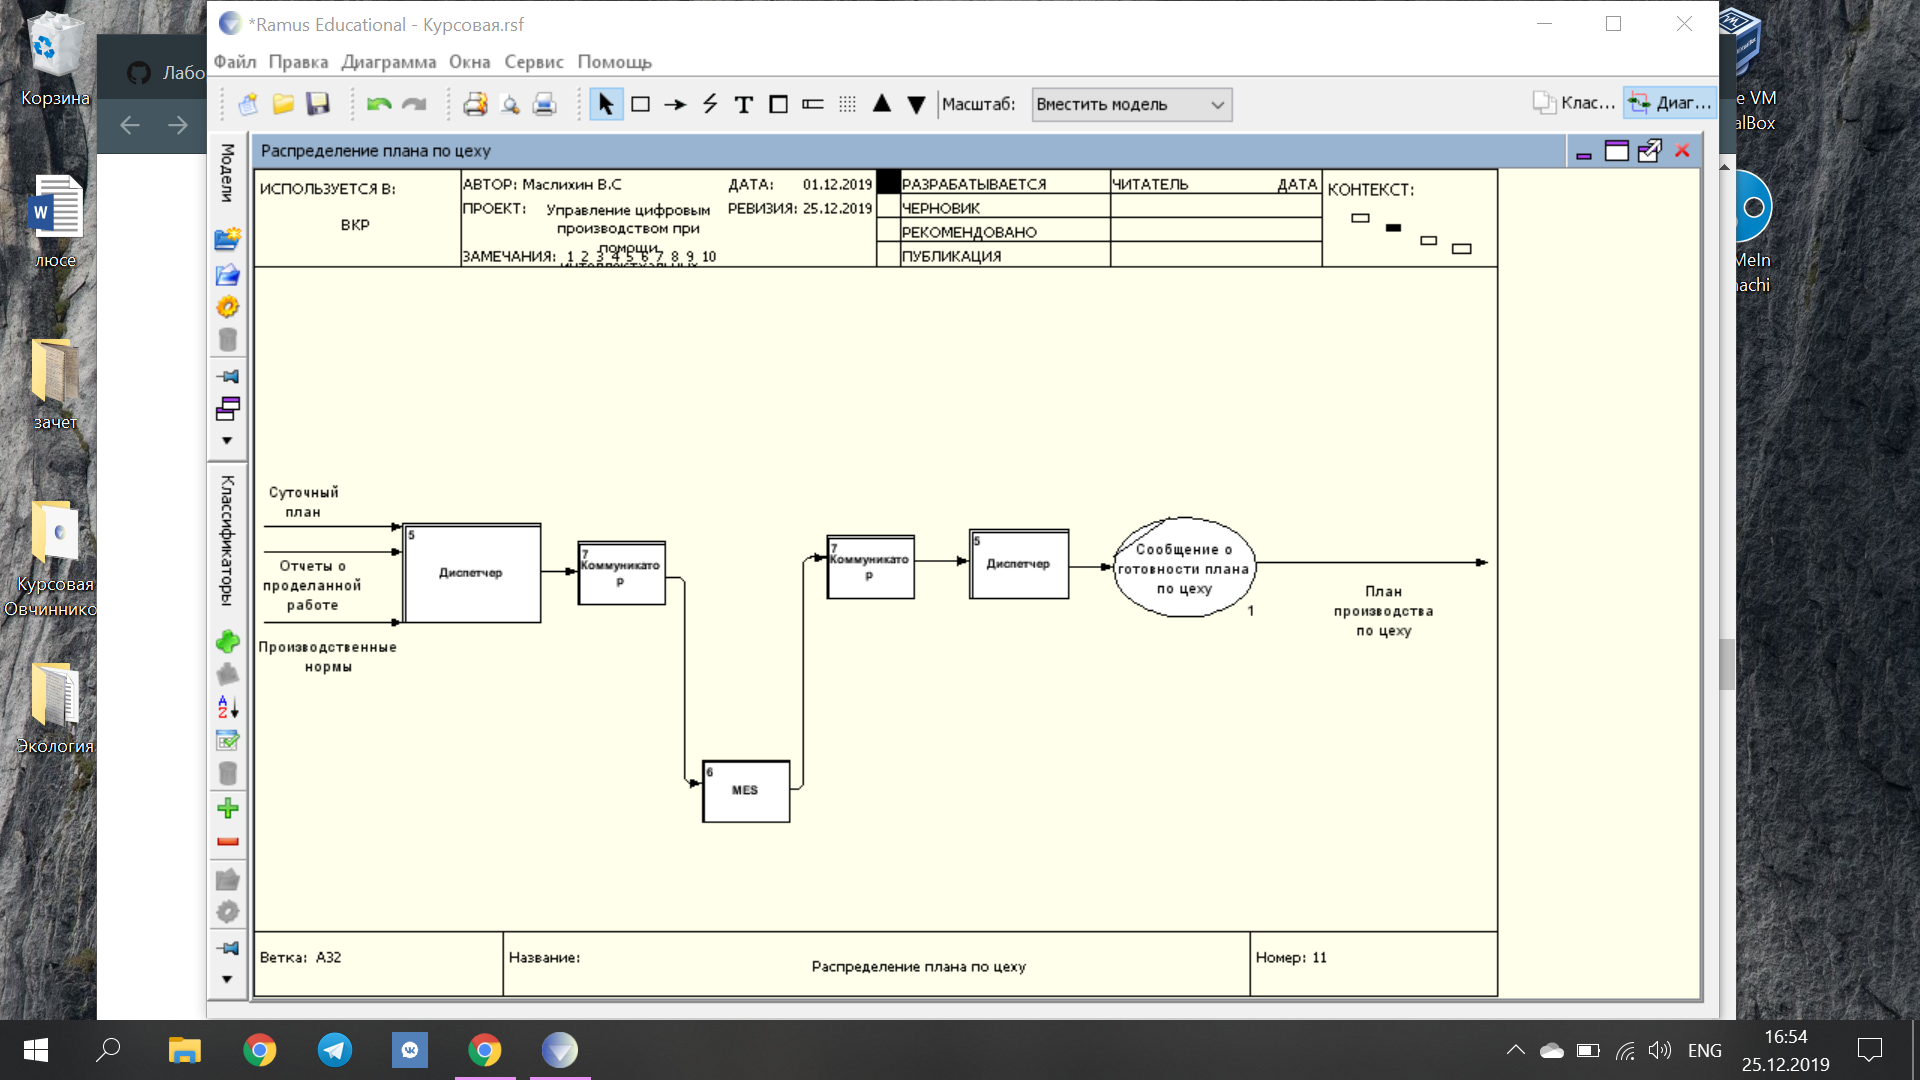 *Ramus Educational - Курсовая.rsf
Файл Правка Диаграмма Окна Сервис Помощь
Масштаб: Вместить модель Клас... Диаг...
Распределение плана по цеху
ИСПОЛЬЗУЕТСЯ В:
ВКР
АВТОР: Маслихин В.С
ДАТА: 01.12.2019
ПРОЕКТ: Управление цифровым
производством при
помощи
интеллектуальных
РЕВИЗИЯ: 25.12.2019
ЗАМЕЧАНИЯ: 1 2 3 4 5 6 7 8 9 10
РАЗРАБАТЫВАЕТСЯ
ЧЕРНОВИК
РЕКОМЕНДОВАНО
ПУБЛИКАЦИЯ
ЧИТАТЕЛЬ ДАТА
КОНТЕКСТ:
Модели
Классификаторы
Суточный
план
Отчеты о
проделанной
работе
Производственные
нормы
5
Диспетчер
7
Коммуникато
р
6
MES
7
Коммуникато
р
5
Диспетчер
Сообщение о
готовности плана
по цеху
1
План
производства
по цеху
Ветка: A32
Название:
Распределение плана по цеху
Номер: 11
Корзина
люсе
зачет
Курсовая
Овчиннико
Экология
Лабо
e VM
alBox
MeIn
achi
ENG
16:54
25.12.2019